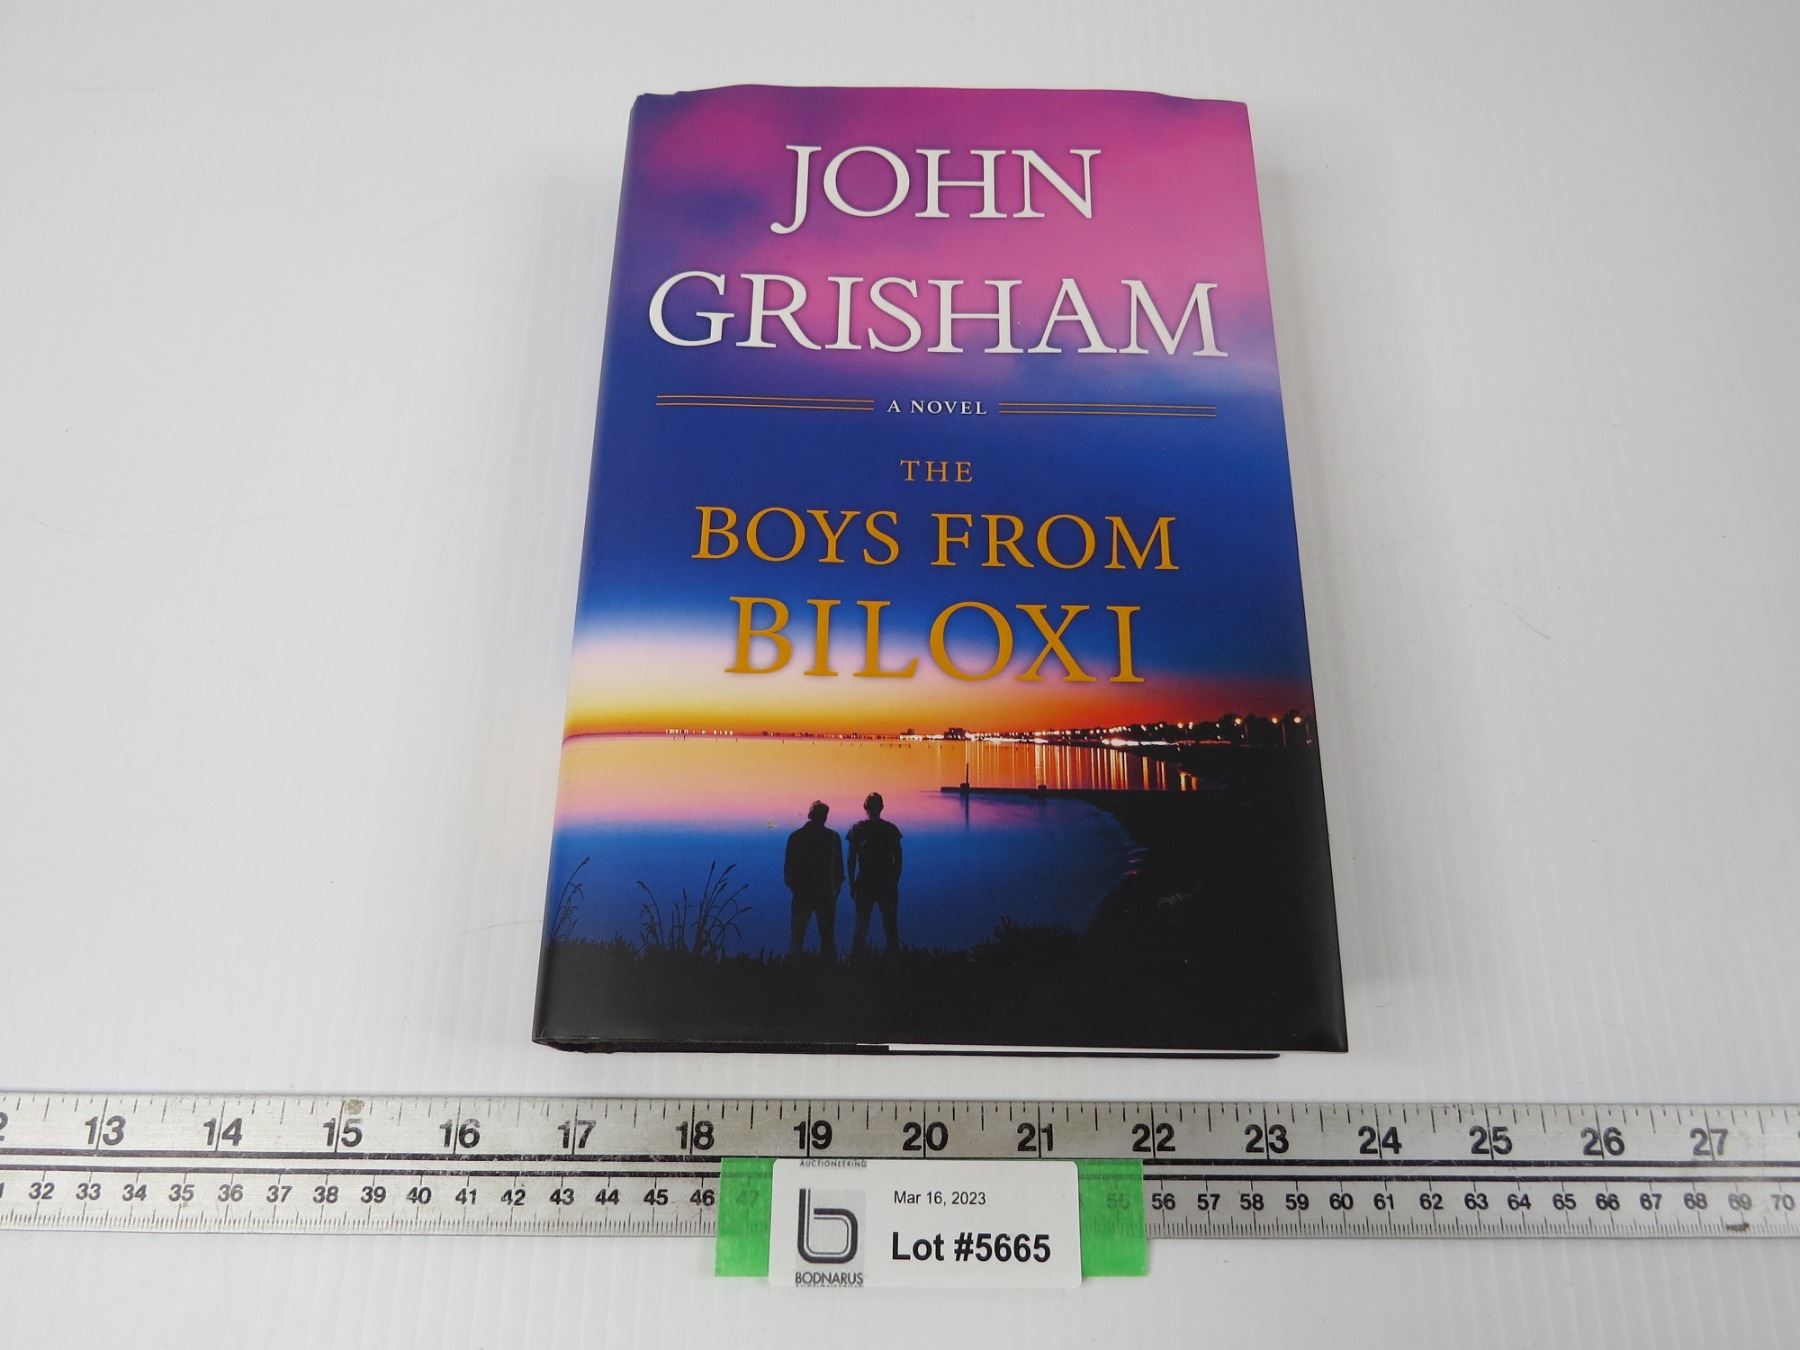 JOHN
GRISHAM
A NOVEL
THE
BOYS FROM
BILOXI
13 14 15 16 17 18 19 20 21 22 23 24 25 26 27
32 33 34 35 36 37 38 39 40 41 42 43 44 45 46 47 55 56 57 58 59 60 61 62 63 64 65 66 67 68 69 70
AUCTIONEERING
Mar 16, 2023
Lot #5665
BODNARUS